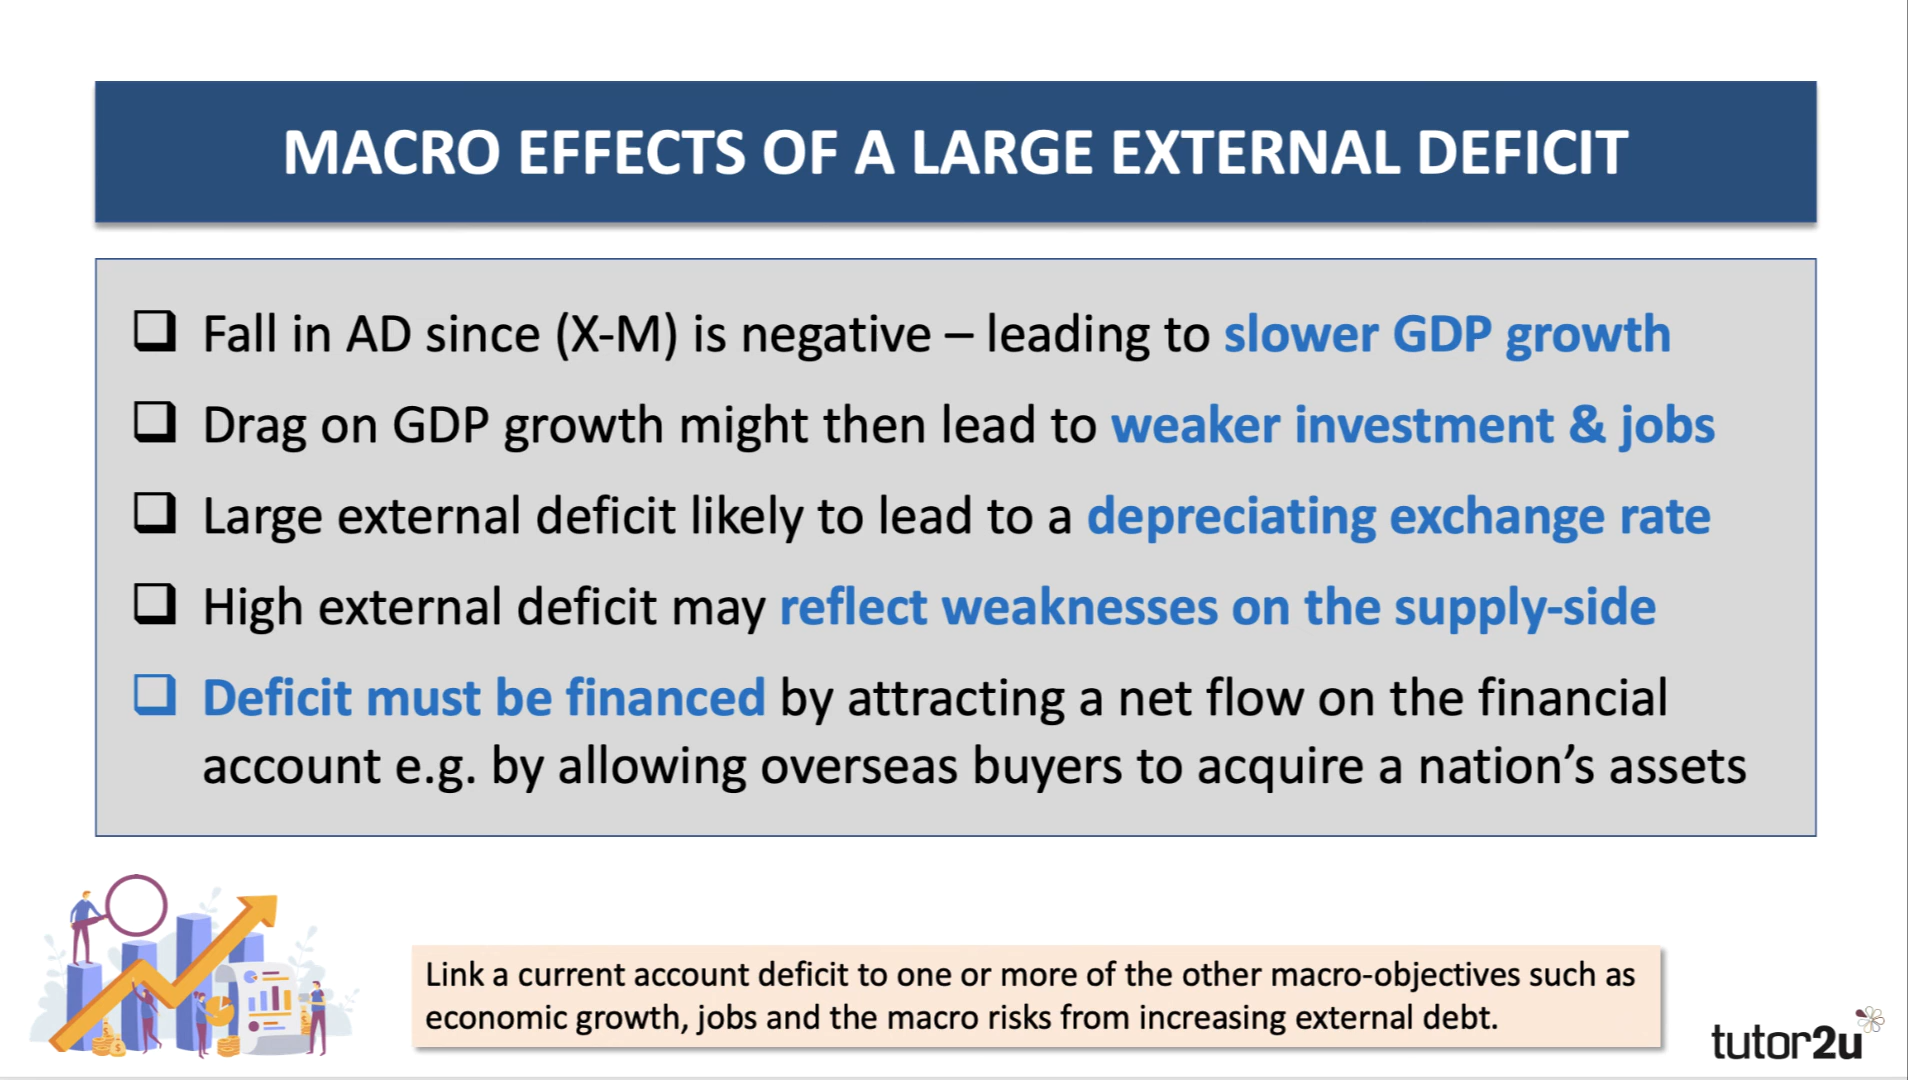 MACRO EFFECTS OF A LARGE EXTERNAL DEFICIT
Fall in AD since (X-M) is negative – leading to slower GDP growth
Drag on GDP growth might then lead to weaker investment & jobs
Large external deficit likely to lead to a depreciating exchange rate
High external deficit may reflect weaknesses on the supply-side
Deficit must be financed by attracting a net flow on the financial
account e.g. by allowing overseas buyers to acquire a nation’s assets
Link a current account deficit to one or more of the other macro-objectives such as
economic growth, jobs and the macro risks from increasing external debt.
tutor2u